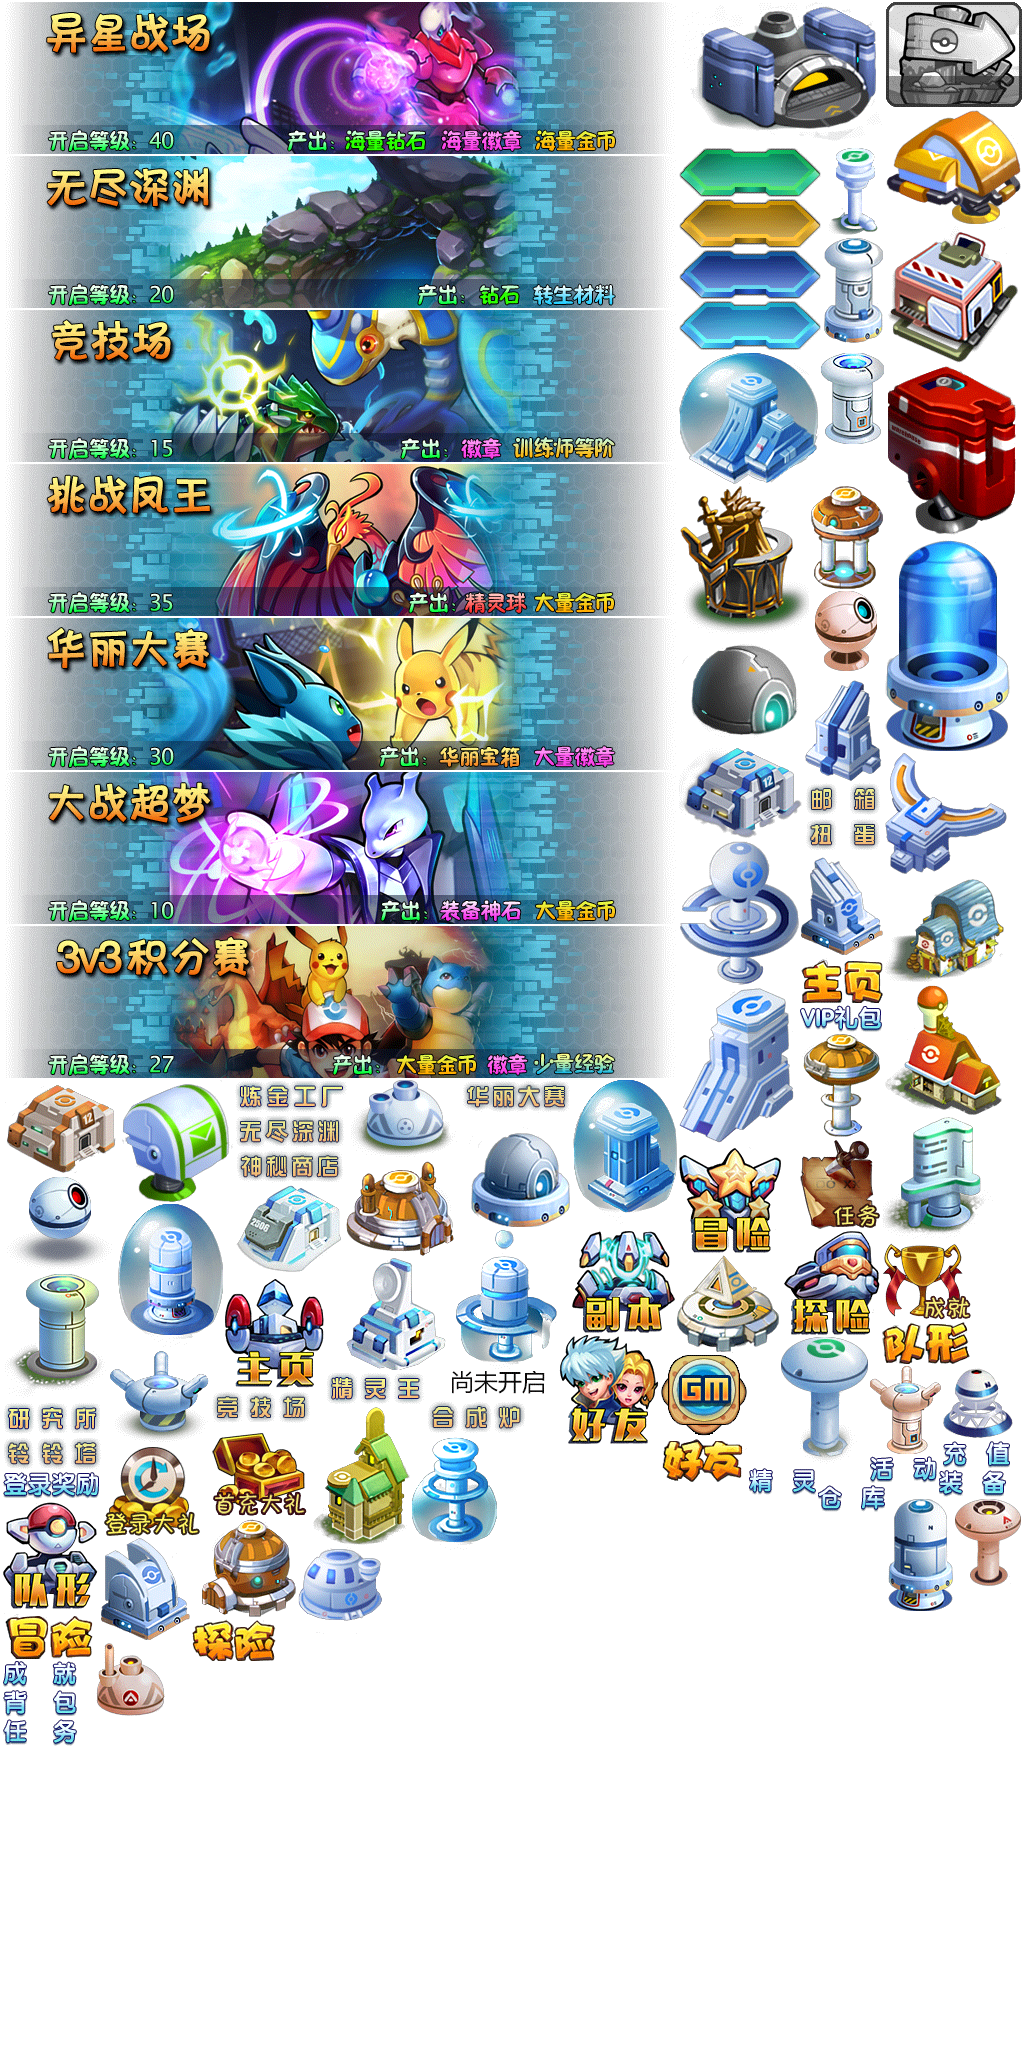 异星战场
开启等级：40 产出：海量钻石 海量徽章 海量金币
无尽深渊
开启等级：20 产出：钻石 转生材料
竞技场
开启等级：15 产出：徽章 训练师等阶
挑战凤王
开启等级：35 产出：精灵球 大量金币
华丽大赛
开启等级：30 产出：华丽宝箱 大量徽章
大战超梦
开启等级：10 产出：装备神石 大量金币
3v3积分赛
开启等级：27 产出：大量金币 徽章 少量经验
12
邮箱
扭蛋
主页
VIP礼包
12
炼金工厂
无尽深渊
神秘商店
华丽大赛
2506
冒险
任务
副本
探险
成就
队形
主页
精灵王
尚未开启
竞技场
合成炉
好友
GM
好友
研究所
铃铃塔
登录奖励
登录大礼
首充大礼
精灵
仓库
活动
充值
装备
N
N
队形
冒险
探险
成就
背包
任务